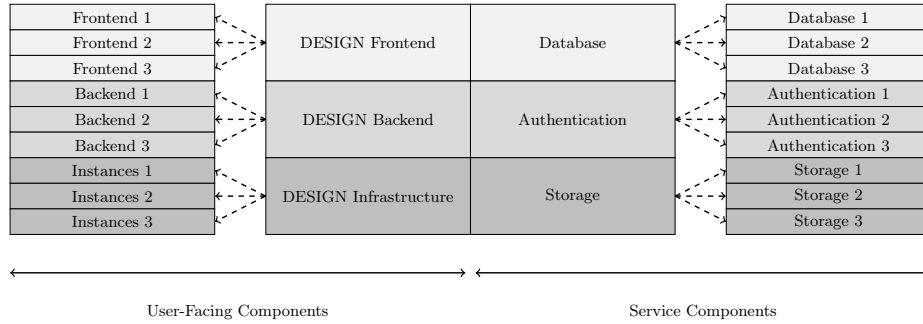 Frontend 1
Frontend 2
Frontend 3
Backend 1
Backend 2
Backend 3
Instances 1
Instances 2
Instances 3
DESIGN Frontend
DESIGN Backend
DESIGN Infrastructure
Database
Authentication
Storage
Database 1
Database 2
Database 3
Authentication 1
Authentication 2
Authentication 3
Storage 1
Storage 2
Storage 3
User-Facing Components
Service Components